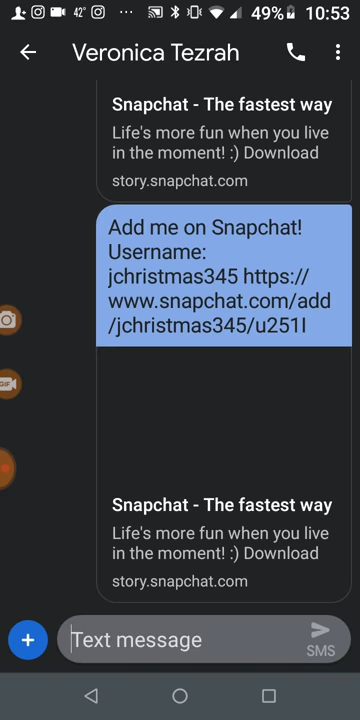 42° ... 49% 10:53
Veronica Tezrah
Snapchat - The fastest way
Life's more fun when you live
in the moment! :) Download
story.snapchat.com
Add me on Snapchat!
Username:
jchristmas345 https://
www.snapchat.com/add
/jchristmas345/u251I
Snapchat - The fastest way
Life's more fun when you live
in the moment! :) Download
story.snapchat.com
GIF
Text message
SMS